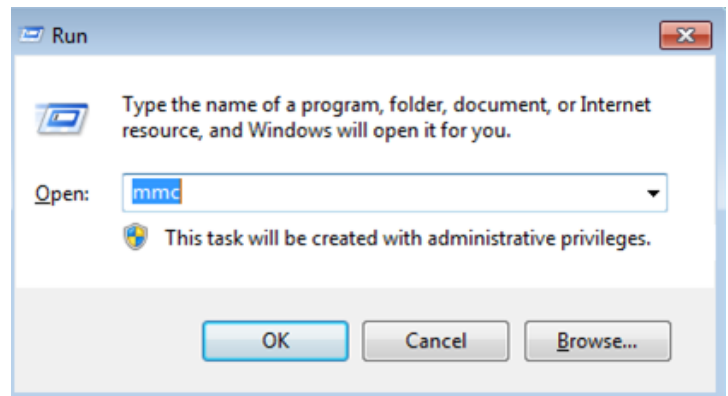 Run
Type the name of a program, folder, document, or Internet
resource, and Windows will open it for you.
Open: mmc
This task will be created with administrative privileges.
OK Cancel Browse...